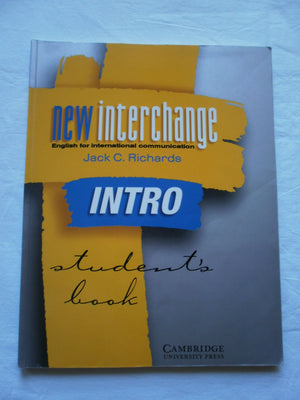 new interchange
English for international communication
Jack C. Richards
INTRO
student's
book
CAMBRIDGE
UNIVERSITY PRESS